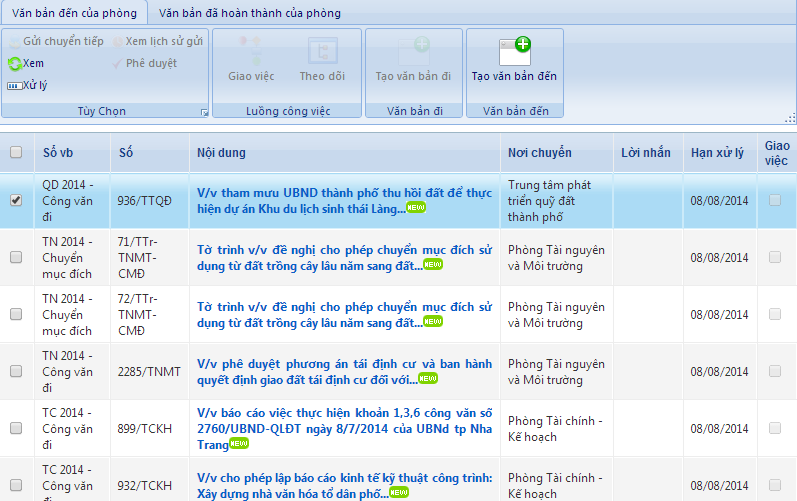 Văn bản đến của phòng Văn bản đã hoàn thành của phòng
Gửi chuyển tiếp Xem lịch sử gửi
Xem Phê duyệt
Xử lý
Giao việc Theo dõi Tạo văn bản đi Tạo văn bản đến
Tùy Chọn Luồng công việc Văn bản đi Văn bản đến
Số vb Số Nội dung Nơi chuyển Lời nhắn Hạn xử lý Giao việc
QD 2014 -
Công văn
đi
936/TTQĐ
V/v tham mưu UBND thành phố thu hồi đất để thực
hiện dự án Khu du lịch sinh thái Làng...NEW
Trung tâm phát
triển quỹ đất
thành phố
08/08/2014
TN 2014 -
Chuyển
mục đích
71/TTr-
TNMT-
CMĐ
Tờ trình v/v đề nghị cho phép chuyển mục đích sử
dụng từ đất trồng cây lâu năm sang đất...NEW
Phòng Tài nguyên
và Môi trường
08/08/2014
TN 2014 -
Chuyển
mục đích
72/TTr-
TNMT-
CMĐ
Tờ trình v/v đề nghị cho phép chuyển mục đích sử
dụng từ đất trồng cây lâu năm sang đất...NEW
Phòng Tài nguyên
và Môi trường
08/08/2014
TN 2014 -
Công văn
đi
2285/TNMT
V/v phê duyệt phương án tái định cư và ban hành
quyết định giao đất tái định cư đối với...NEW
Phòng Tài nguyên
và Môi trường
08/08/2014
TC 2014 -
Công văn
đi
899/TCKH
V/v báo cáo việc thực hiện khoản 1,3,6 công văn số
2760/UBND-QLĐT ngày 8/7/2014 của UBNd tp Nha
TrangNEW
Phòng Tài chính -
Kế hoạch
08/08/2014
TC 2014 -
Công văn
đi
932/TCKH
V/v cho phép lập báo cáo kinh tế kỹ thuật công trình:
Xây dựng nhà văn hóa tổ dân phố...NEW
Phòng Tài chính -
Kế hoạch
08/08/2014